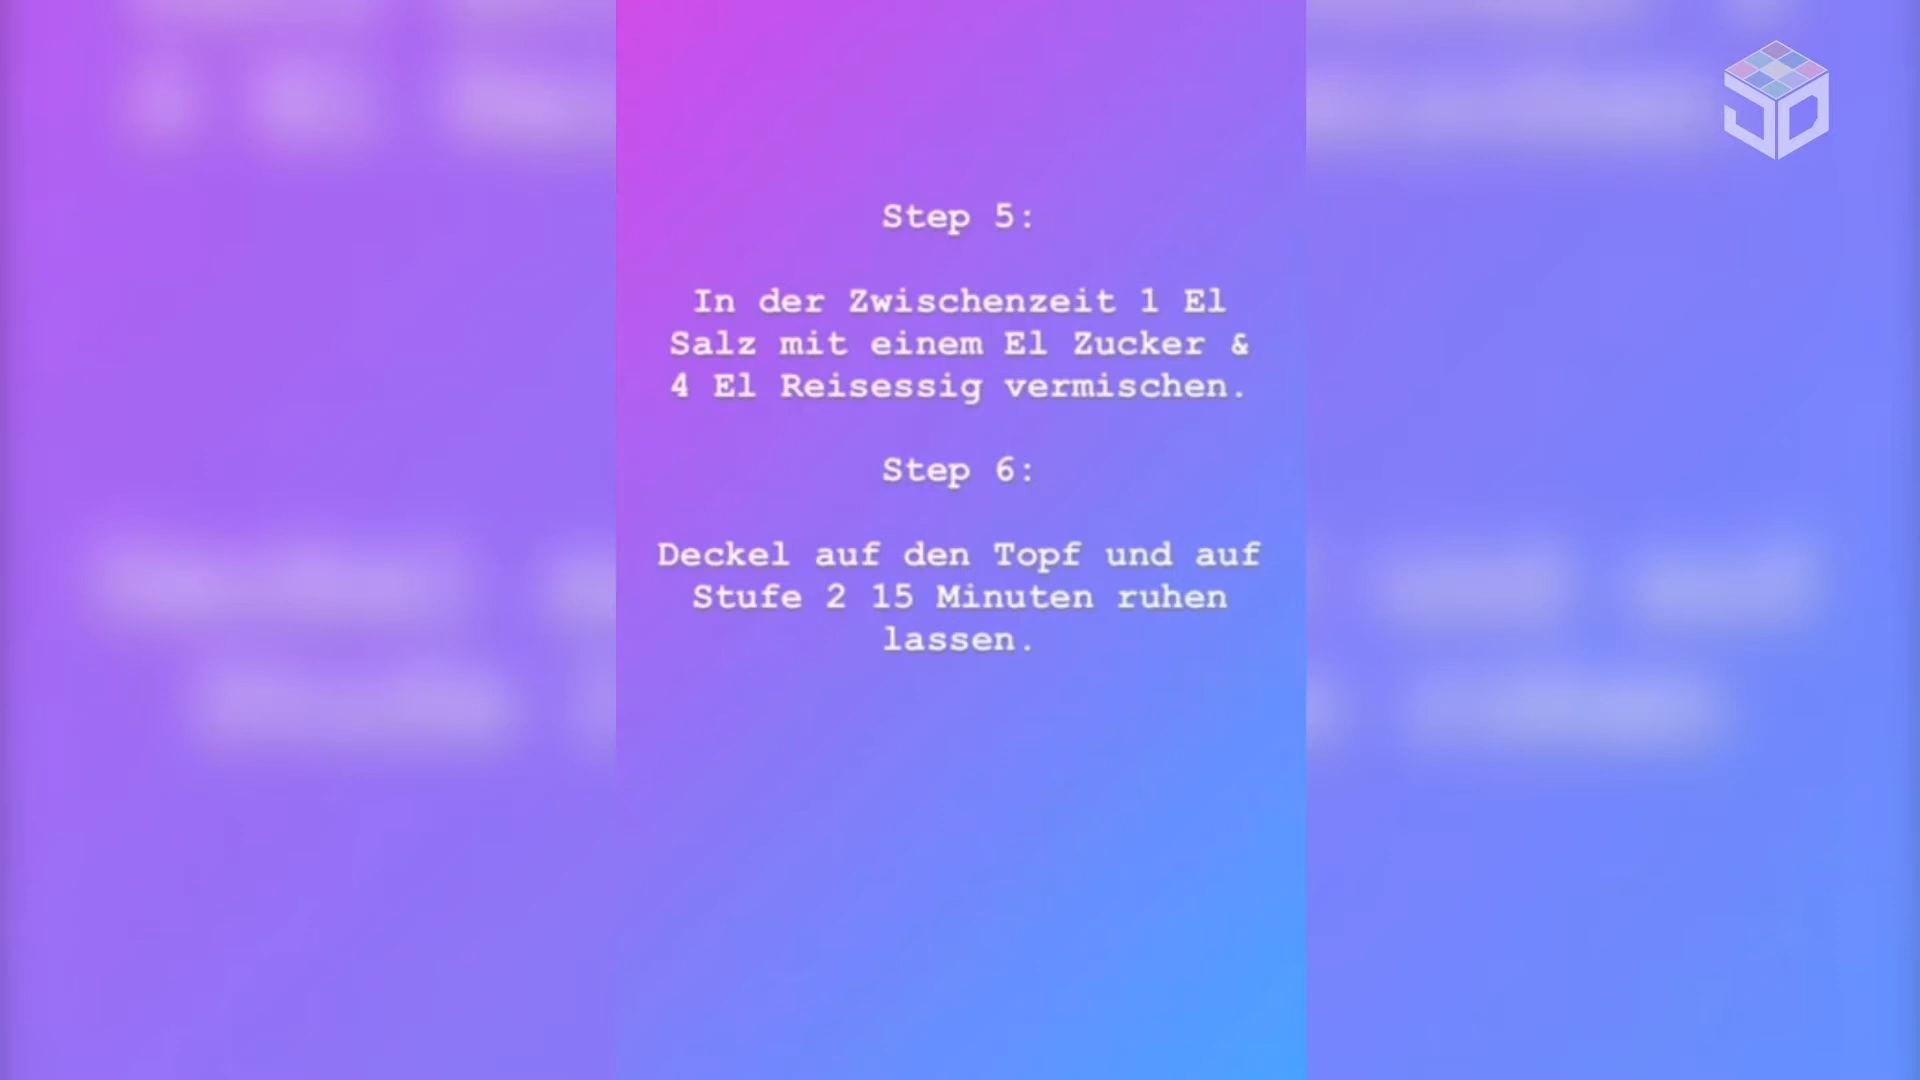 Step 5:
In der Zwischenzeit 1 El
Salz mit einem El Zucker &
4 El Reisessig vermischen.
Step 6:
Deckel auf den Topf und auf
Stufe 2 15 Minuten ruhen
lassen.